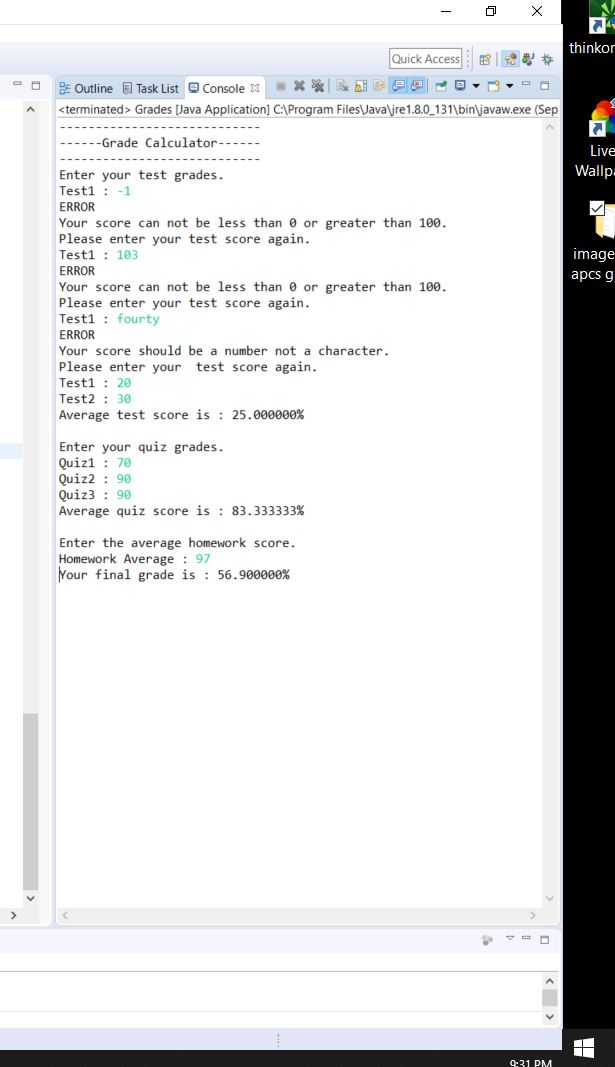 Quick Access
thinkor
Outline Task List Console
<terminated> Grades [Java Application] C:\Program Files\Java\jre1.8.0_131\bin\javaw.exe (Sep
----------------------------
------Grade Calculator------
----------------------------
Enter your test grades.
Test1 : -1
ERROR
Your score can not be less than 0 or greater than 100.
Please enter your test score again.
Test1 : 103
ERROR
Your score can not be less than 0 or greater than 100.
Please enter your test score again.
Test1 : fourty
ERROR
Your score should be a number not a character.
Please enter your  test score again.
Test1 : 20
Test2 : 30
Average test score is : 25.000000%

Enter your quiz grades.
Quiz1 : 70
Quiz2 : 90
Quiz3 : 90
Average quiz score is : 83.333333%

Enter the average homework score.
Homework Average : 97
Your final grade is : 56.900000%
Live
Wallpa
image
apcs g
9:31 PM